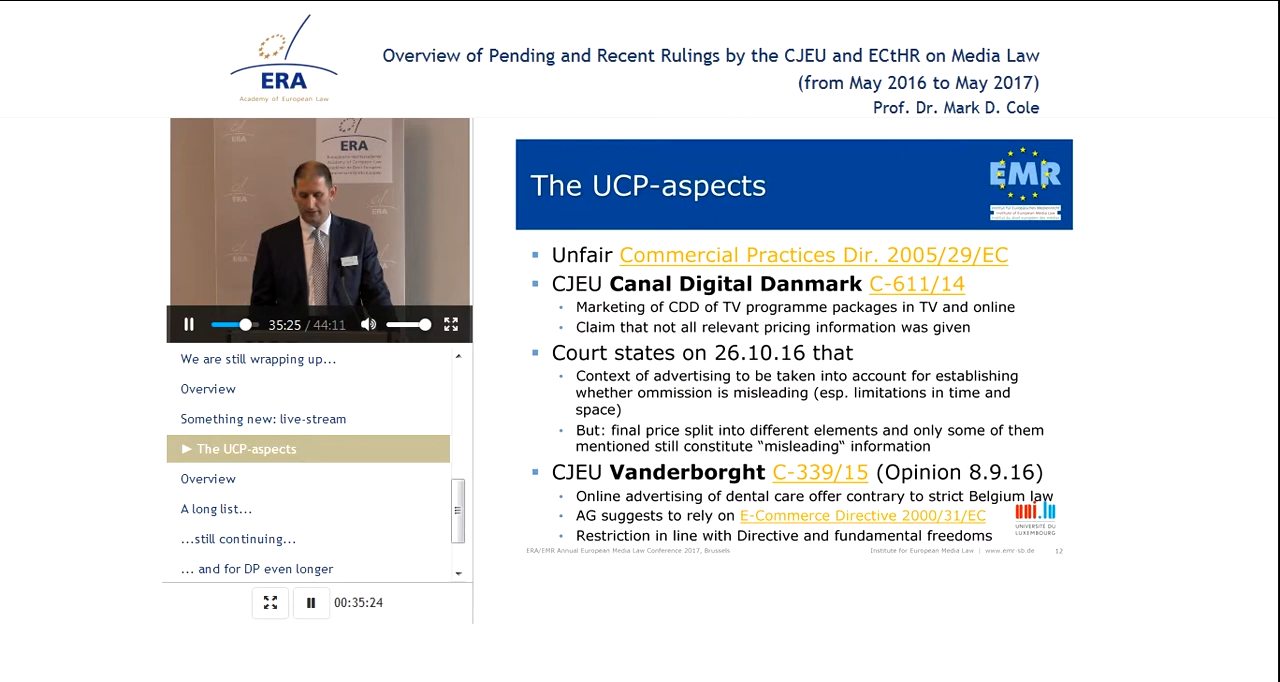 ERA
Academy of European Law
Overview of Pending and Recent Rulings by the CJEU and ECtHR on Media Law
(from May 2016 to May 2017)
Prof. Dr. Mark D. Cole
ERA
ERA
ERA
ERA
ERA
35:25 / 44:11
We are still wrapping up...
Overview
Something new: live-stream
► The UCP-aspects
Overview
A long list...
...still continuing...
... and for DP even longer
00:35:24
The UCP-aspects
EMR
▪ Unfair Commercial Practices Dir. 2005/29/EC
▪ CJEU Canal Digital Danmark C-611/14
• Marketing of CDD of TV programme packages in TV and online
• Claim that not all relevant pricing information was given
▪ Court states on 26.10.16 that
• Context of advertising to be taken into account for establishing
whether ommission is misleading (esp. limitations in time and
space)
• But: final price split into different elements and only some of them
mentioned still constitute “misleading“ information
▪ CJEU Vanderborght C-339/15 (Opinion 8.9.16)
• Online advertising of dental care offer contrary to strict Belgium law
• AG suggests to rely on E-Commerce Directive 2000/31/EC
• Restriction in line with Directive and fundamental freedoms
uni.lu
UNIVERSITÉ DU
LUXEMBOURG
ERA/EMR Annual European Media Law Conference 2017, Brussels
Institute for European Media Law | www.emr-sb.de
12